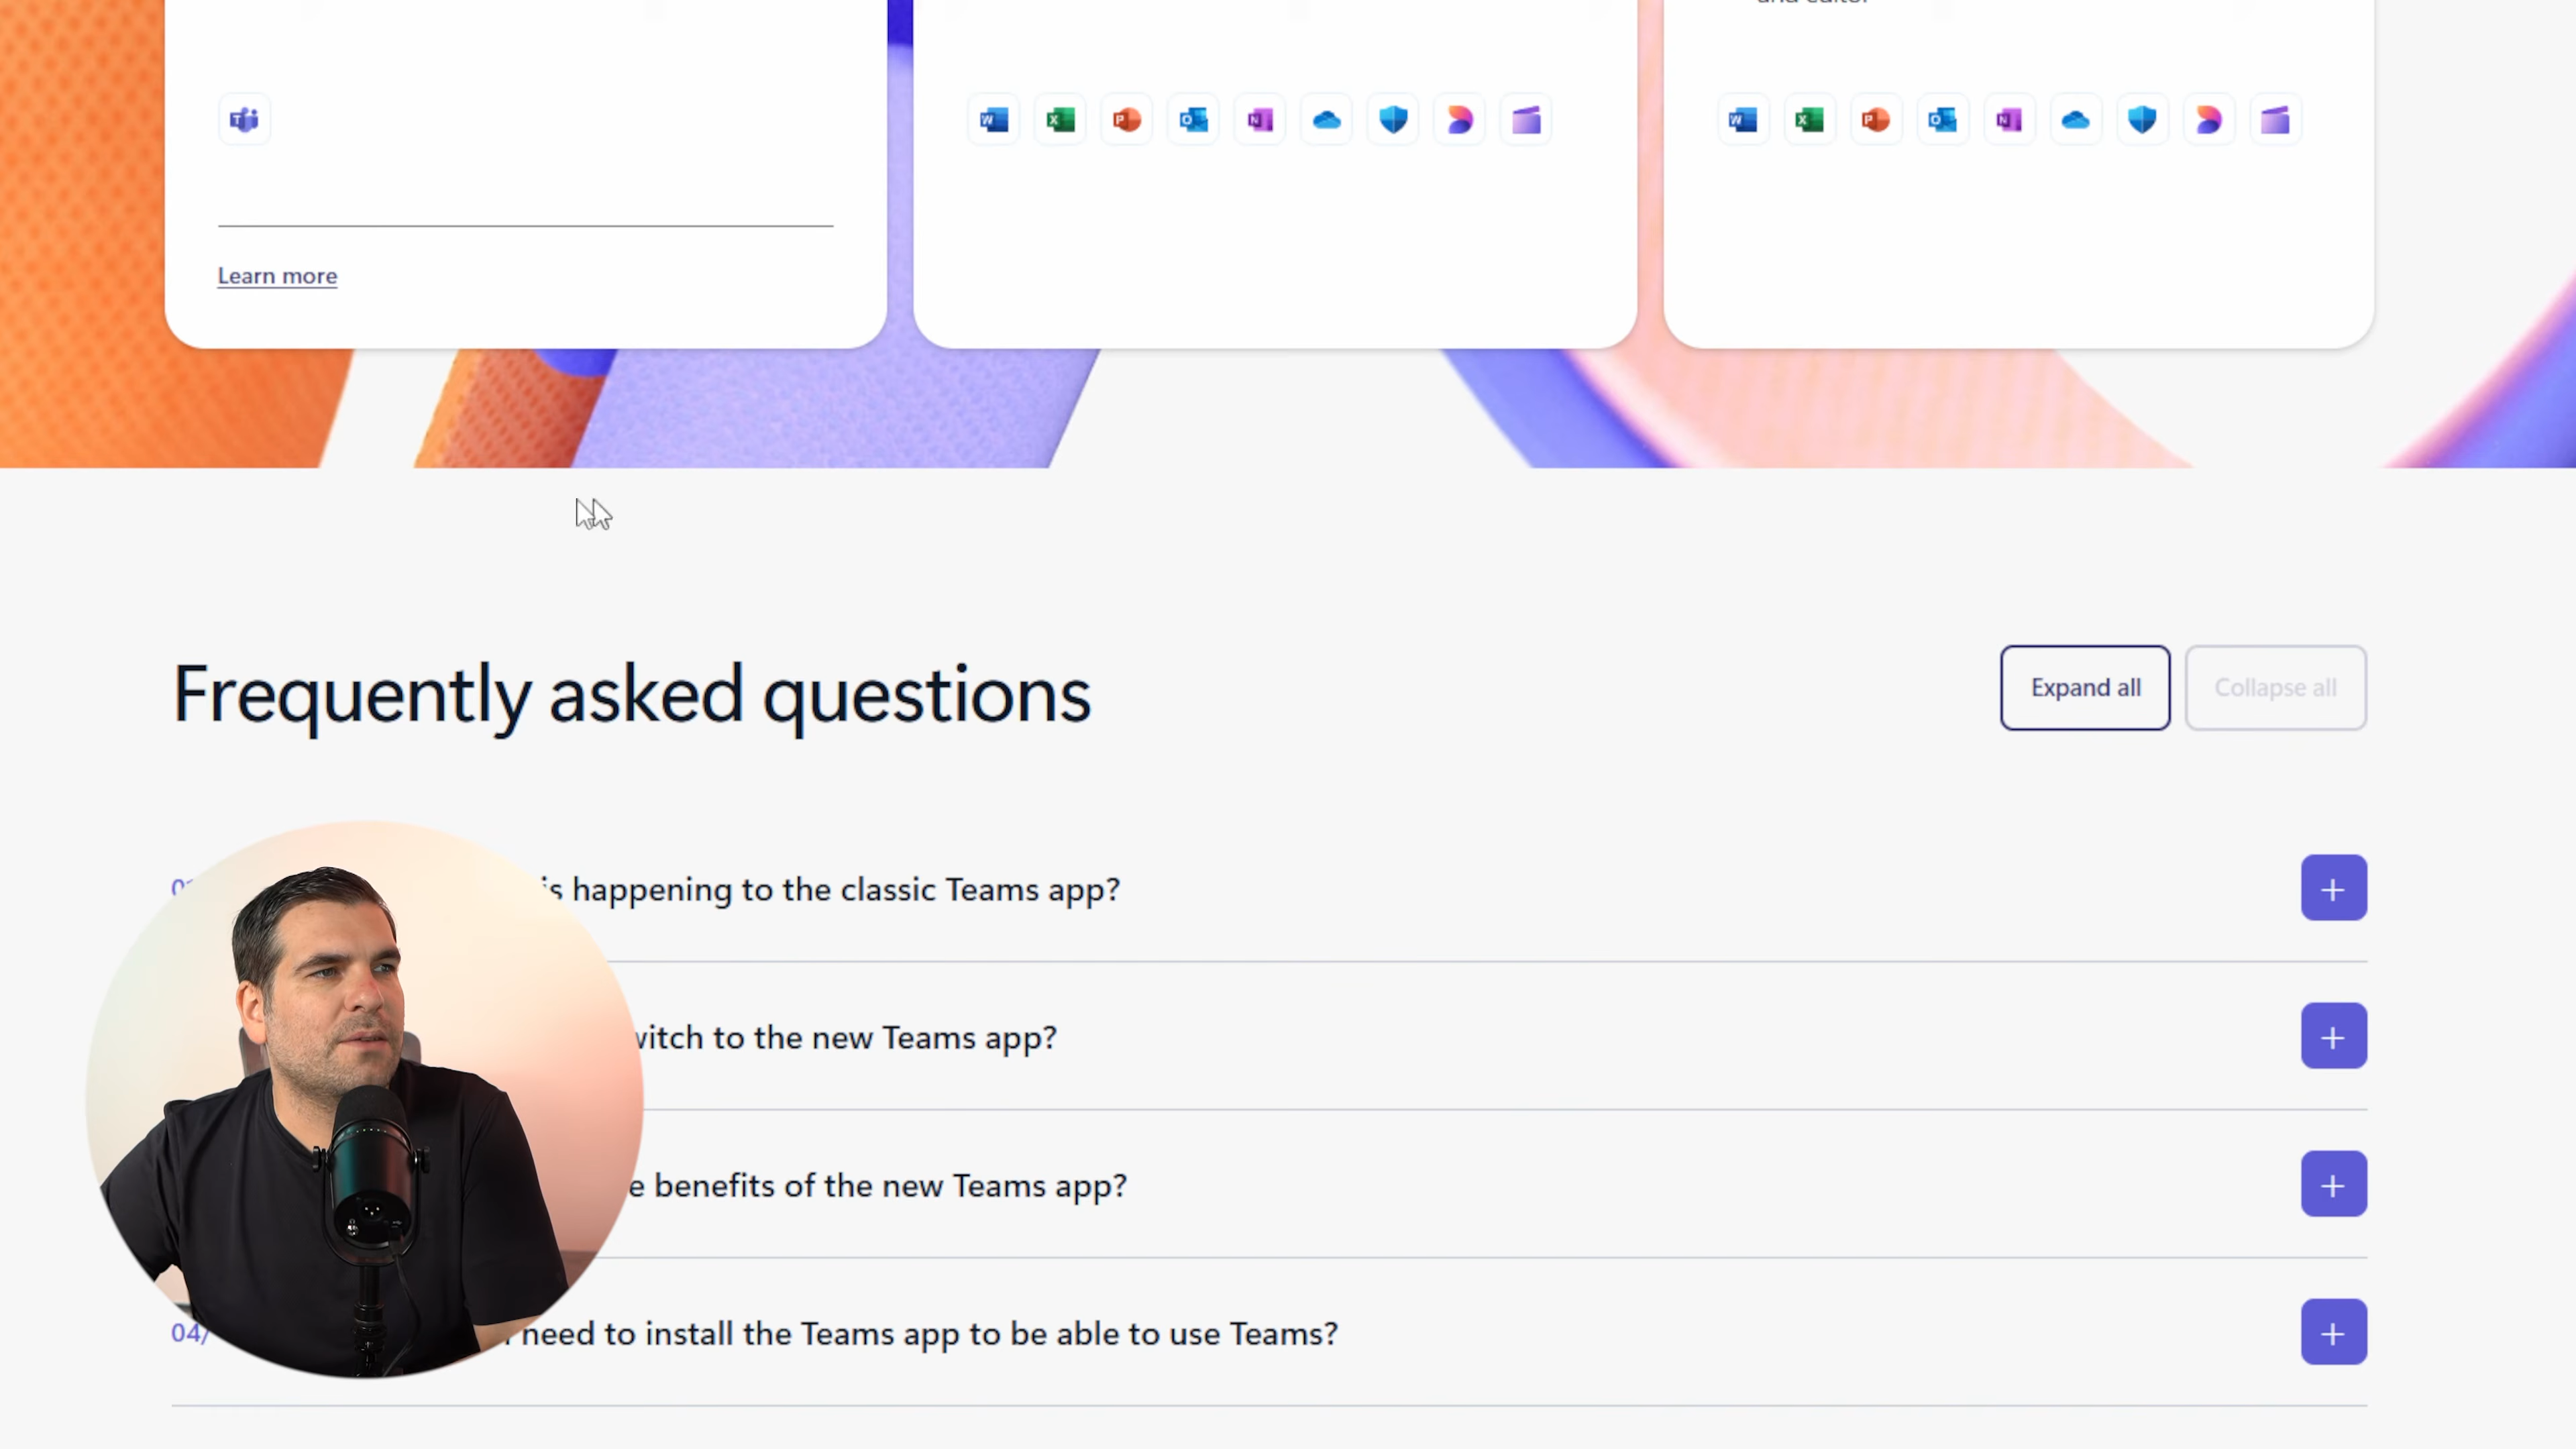 Learn more
Frequently asked questions
Expand all
Collapse all
is happening to the classic Teams app?
to the new Teams app?
benefits of the new Teams app?
04/
need to install the Teams app to be able to use Teams?